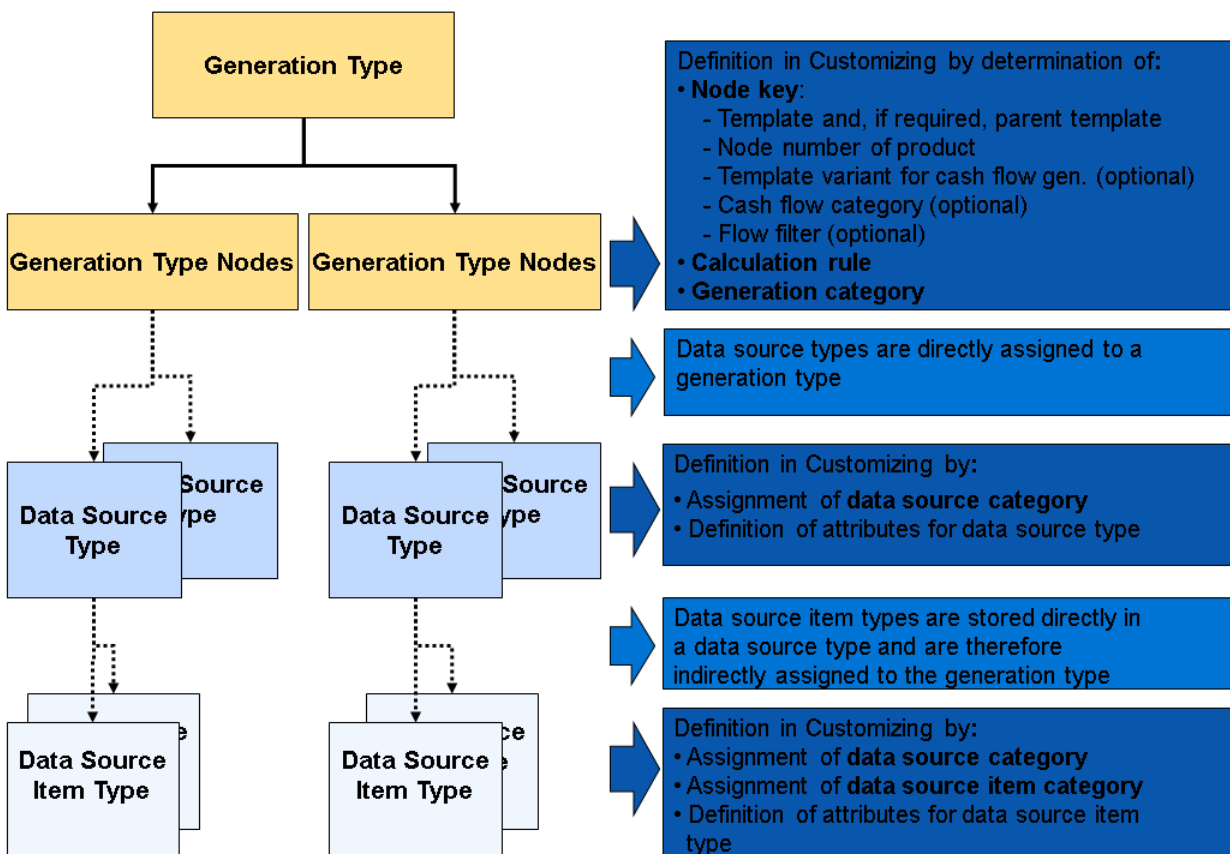 Generation Type
Generation Type Nodes
Generation Type Nodes
Definition in Customizing by determination of:
• Node key:
- Template and, if required, parent template
- Node number of product
- Template variant for cash flow gen. (optional)
- Cash flow category (optional)
- Flow filter (optional)
• Calculation rule
• Generation category
Data source types are directly assigned to a
generation type
Source
ype
Data Source
Type
Source
ype
Data Source
Type
Definition in Customizing by:
• Assignment of data source category
• Definition of attributes for data source type
Data source item types are stored directly in
a data source type and are therefore
indirectly assigned to the generation type
Data Source
Item Type
Data Source
Item Type
Definition in Customizing by:
• Assignment of data source category
• Assignment of data source item category
• Definition of attributes for data source item
type